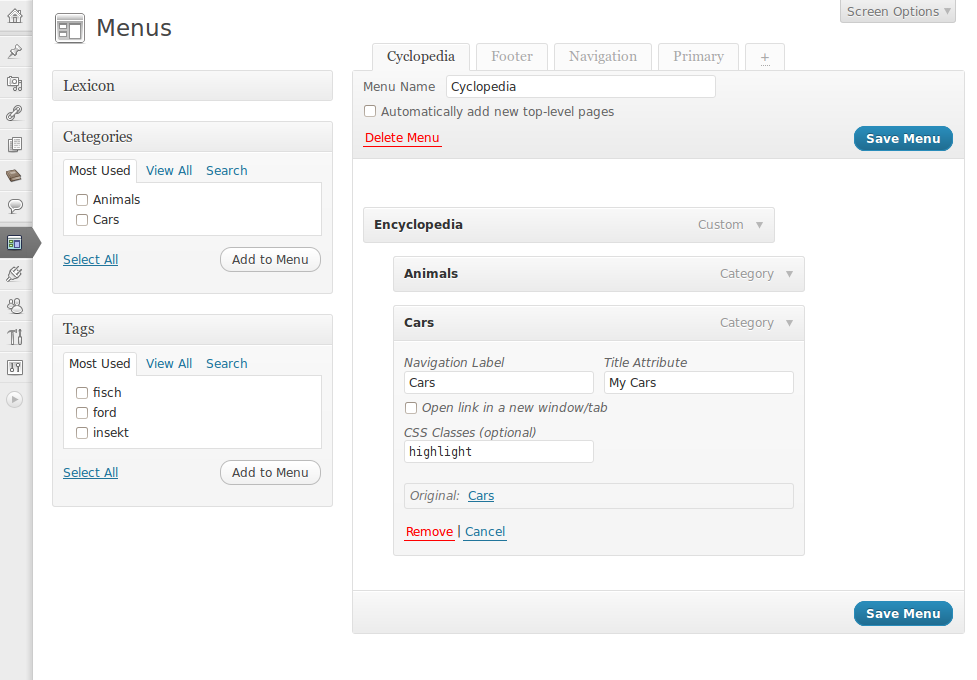 Screen Options
Menus
Lexicon
Categories
Most Used View All Search
Animals
Cars
Select All Add to Menu
Tags
Most Used View All Search
fisch
ford
insekt
Select All Add to Menu
Cyclopedia Footer Navigation Primary +
Menu Name Cyclopedia
Automatically add new top-level pages
Delete Menu Save Menu
Encyclopedia Custom
Animals Category
Cars Category
Navigation Label Title Attribute
Cars My Cars
Open link in a new window/tab
CSS Classes (optional)
highlight
Original: Cars
Remove | Cancel
Save Menu